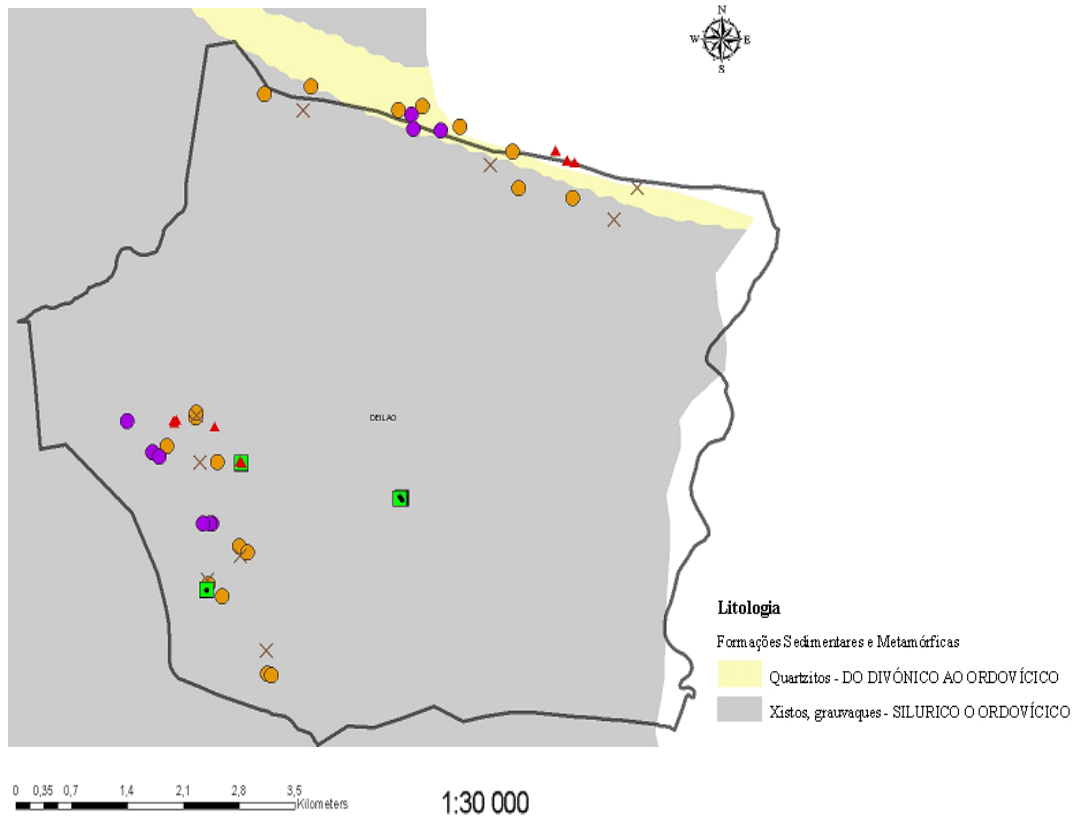 N
W E
S
DEILAO
Litologia
Formações Sedimentares e Metamórficas
Quartzitos - DO DIVÓNICO AO ORDOVÍCICO
Xistos, grauvaques - SILURICO O ORDOVÍCICO
0 0,35 0,7 1,4 2,1 2,8 3,5
Kilometers
1:30 000